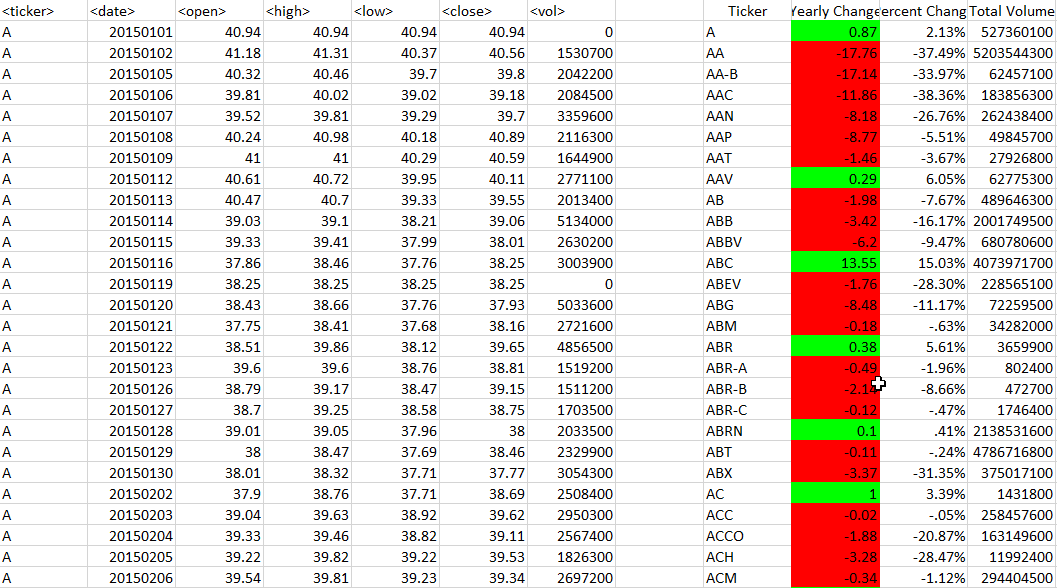 <ticker> <date> <open> <high> <low> <close> <vol> Ticker Yearly Change ercent Chang Total Volume
A 20150101 40.94 40.94 40.94 40.94 0 A 0.87 2.13% 527360100
A 20150102 41.18 41.31 40.37 40.56 1530700 AA -17.76 -37.49% 5203544300
A 20150105 40.32 40.46 39.7 39.8 2042200 AA-B -17.14 -33.97% 62457100
A 20150106 39.81 40.02 39.02 39.18 2084500 AAC -11.86 -38.36% 183856300
A 20150107 39.52 39.81 39.29 39.7 3359600 AAN -8.18 -26.76% 262438400
A 20150108 40.24 40.98 40.18 40.89 2116300 AAP -8.77 -5.51% 49845700
A 20150109 41 41 40.29 40.59 1644900 AAT -1.46 -3.67% 27926800
A 20150112 40.61 40.72 39.95 40.11 2771100 AAV 0.29 6.05% 62775300
A 20150113 40.47 40.7 39.33 39.55 2013400 AB -1.98 -7.67% 489646300
A 20150114 39.03 39.1 38.21 39.06 5134000 ABB -3.42 -16.17% 2001749500
A 20150115 39.33 39.41 37.99 38.01 2630200 ABBV -6.2 -9.47% 680780600
A 20150116 37.86 38.46 37.76 38.25 3003900 ABC 13.55 15.03% 4073971700
A 20150119 38.25 38.25 38.25 38.25 0 ABEV -1.76 -28.30% 228565100
A 20150120 38.43 38.66 37.76 37.93 5033600 ABG -8.48 -11.17% 72259500
A 20150121 37.75 38.41 37.68 38.16 2721600 ABM -0.18 -.63% 34282000
A 20150122 38.51 39.86 38.12 39.65 4856500 ABR 0.38 5.61% 3659900
A 20150123 39.6 39.6 38.76 38.81 1519200 ABR-A -0.49 -1.96% 802400
A 20150126 38.79 39.17 38.47 39.15 1511200 ABR-B -2.14 -8.66% 472700
A 20150127 38.7 39.25 38.58 38.75 1703500 ABR-C -0.12 -.47% 1746400
A 20150128 39.01 39.05 37.96 38 2033500 ABRN 0.1 .41% 2138531600
A 20150129 38 38.47 37.69 38.46 2329900 ABT -0.11 -.24% 4786716800
A 20150130 38.01 38.32 37.71 37.77 3054300 ABX -3.37 -31.35% 375017100
A 20150202 37.9 38.76 37.71 38.69 2508400 AC 1 3.39% 1431800
A 20150203 39.04 39.63 38.92 39.62 2950300 ACC -0.02 -.05% 258457600
A 20150204 39.33 39.46 38.82 39.11 2567400 ACCO -1.88 -20.87% 163149600
A 20150205 39.22 39.82 39.22 39.53 1826300 ACH -3.28 -28.47% 11992400
A 20150206 39.54 39.81 39.23 39.34 2697200 ACM -0.34 -1.12% 294404500